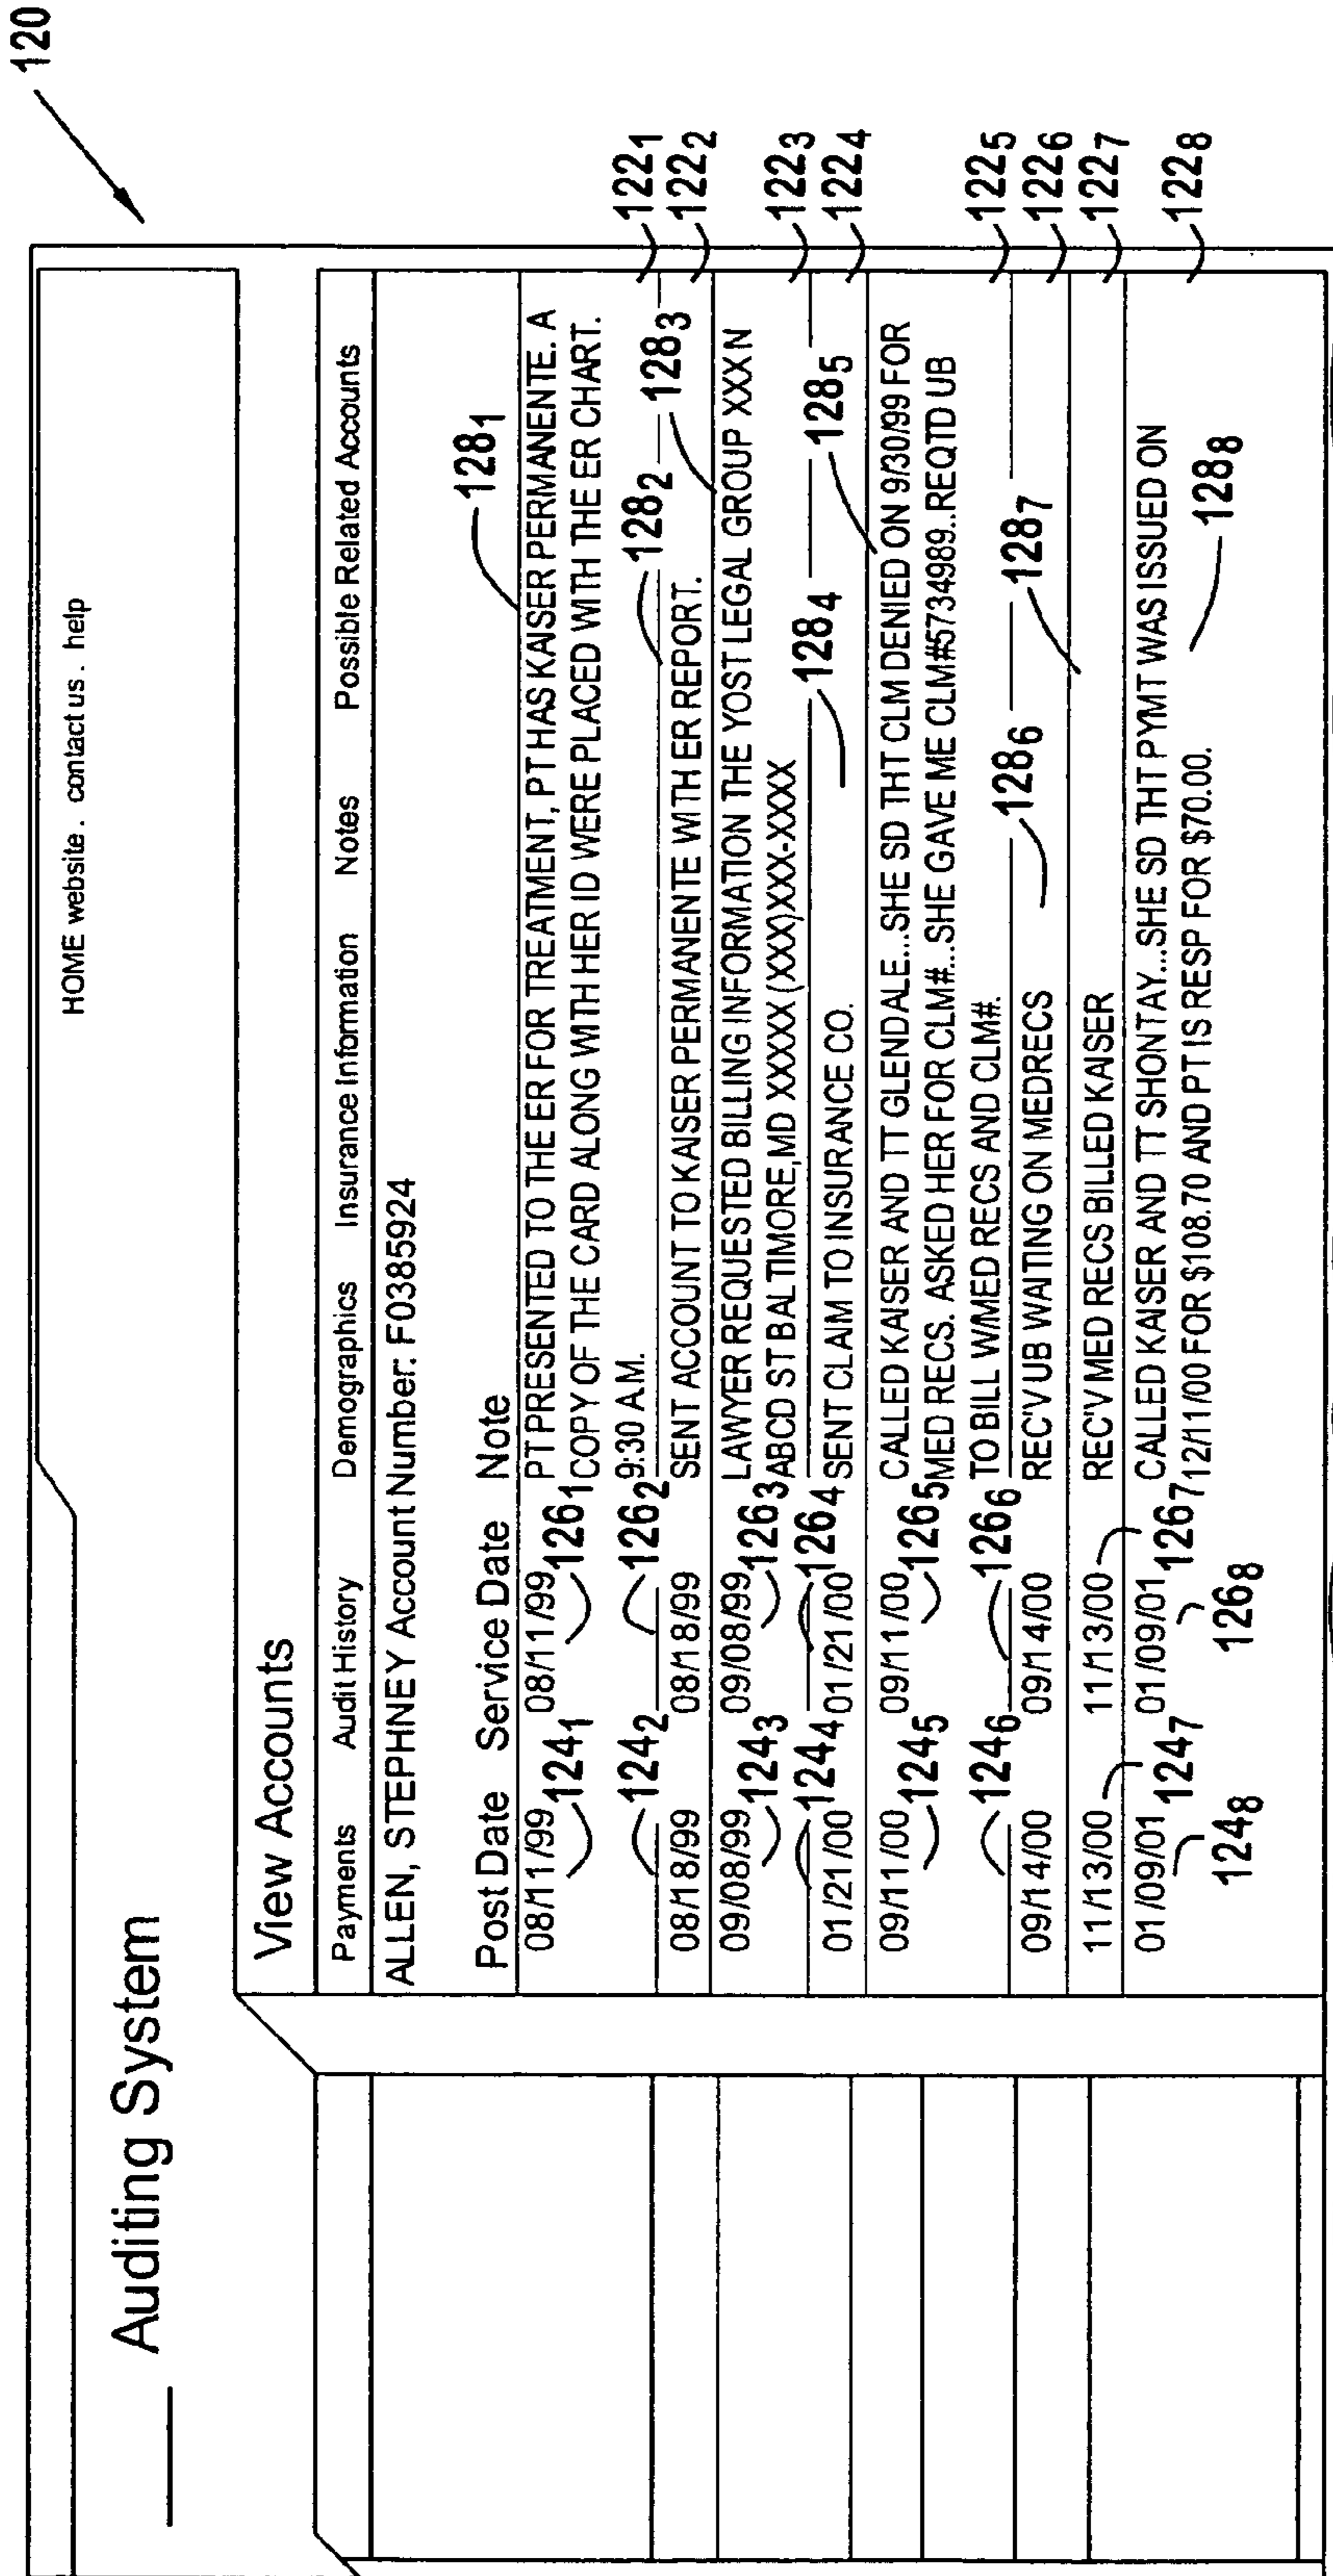 120
HOME website. contact us. help
Auditing System
View Accounts
Payments Audit History Demographics Insurance Information Notes Possible Related Accounts
ALLEN, STEPHNEY Account Number: F0385924
128₁
Post Date Service Date Note
08/11/99 124₁ 08/11/99 126₁ PT PRESENTED TO THE ER FOR TREATMENT, PT HAS KAISER PERMANENTE. A
COPY OF THE CARD ALONG WITH HER ID WERE PLACED WITH THE ER CHART.
124₂ 126₂ 9:30 AM. 128₂ 122₁
08/18/99 08/18/99 SENT ACCOUNT TO KAISER PERMANENTE WITH ER REPORT. 128₃ 122₂
09/08/99 124₃ 09/08/99 126₃ LAWYER REQUESTED BILLING INFORMATION THE YOST LEGAL GROUP XXX N
ABCD ST BALTIMORE, MD XXXXX (XXX)XXX-XXXX 122₃
124₄ 126₄ 128₄ 128₅
01/21/00 01/21/00 SENT CLAIM TO INSURANCE CO. 122₄
09/11/00 124₅ 09/11/00 126₅ CALLED KAISER AND TT GLENDALE...SHE SD THT CLM DENIED ON 9/30/99 FOR
MED RECS. ASKED HER FOR CLM#...SHE GAVE ME CLM#5734989..REQTD UB
124₆ 126₆ TO BILL W/MED RECS AND CLM#. 128₆ 122₅
09/14/00 09/14/00 REC'V UB WAITING ON MEDRECS 128₇ 122₆
11/13/00 11/13/00 REC'V MED RECS BILLED KAISER 122₇
01/09/01 124₇ 01/09/01 126₇ CALLED KAISER AND TT SHONTAY...SHE SD THT PYMT WAS ISSUED ON
12/11/00 FOR $108.70 AND PT IS RESP FOR $70.00. 122₈
124₈ 126₈ 128₈